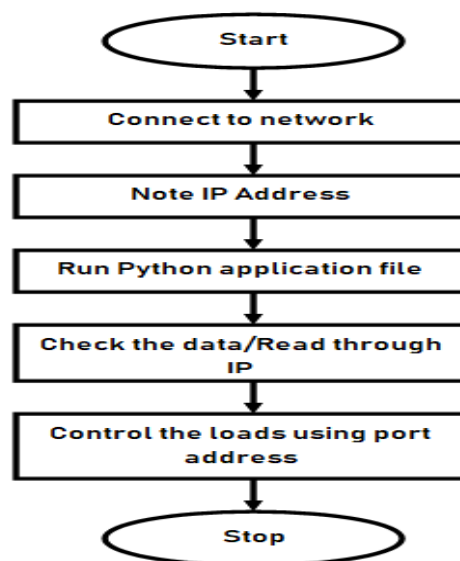 Start
Connect to network
Note IP Address
Run Python application file
Check the data/Read through
IP
Control the loads using port
address
Stop